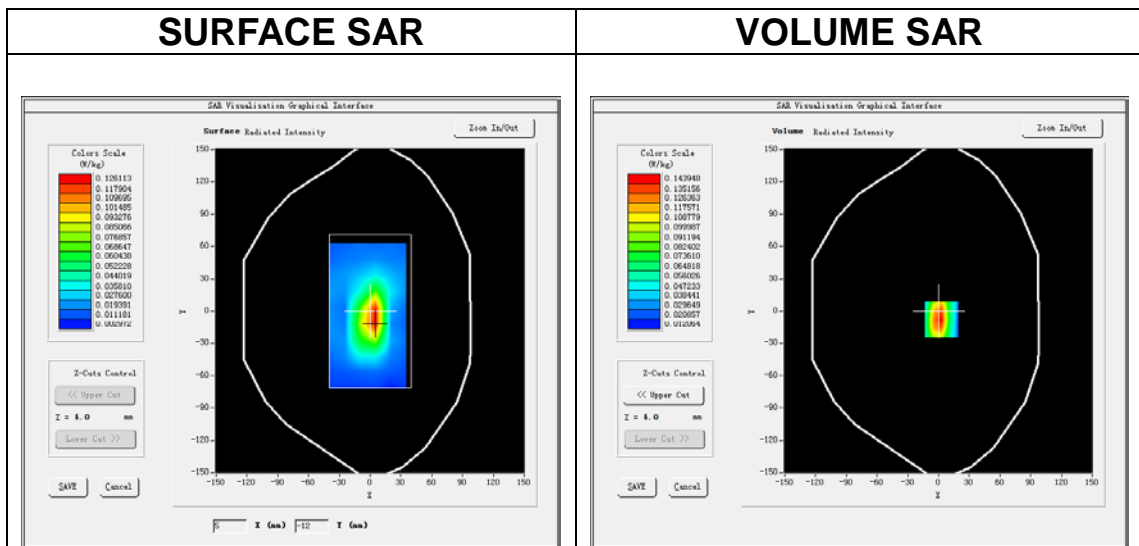 SURFACE SAR
VOLUME SAR
SAR Visualisation Graphical Interface
Surface Radiated Intensity
Zoom In/Out
Colors Scale
(W/kg)
0.126113
0.117904
0.109695
0.101485
0.093276
0.085066
0.076857
0.068647
0.060438
0.052228
0.044019
0.035810
0.027600
0.019391
0.011181
0.002972
150
120
90
60
30
0
-30
-60
-90
-120
-150
Y
-150 -120 -90 -60 -30 0 30 60 90 120 150
X
Z-Cuts Control
<< Upper Cut
Z = 4.0 mm
Lower Cut >>
SAVE Cancel
5 X (mm) -12 Y (mm)
SAR Visualisation Graphical Interface
Volume Radiated Intensity
Zoom In/Out
Colors Scale
(W/kg)
0.143948
0.135156
0.126363
0.117571
0.108779
0.099987
0.091194
0.082402
0.073610
0.064818
0.056026
0.047233
0.038441
0.029649
0.020857
0.012064
150
120
90
60
30
0
-30
-60
-90
-120
-150
Y
-150 -120 -90 -60 -30 0 30 60 90 120 150
X
Z-Cuts Control
<< Upper Cut
Z = 4.0 mm
Lower Cut >>
SAVE Cancel